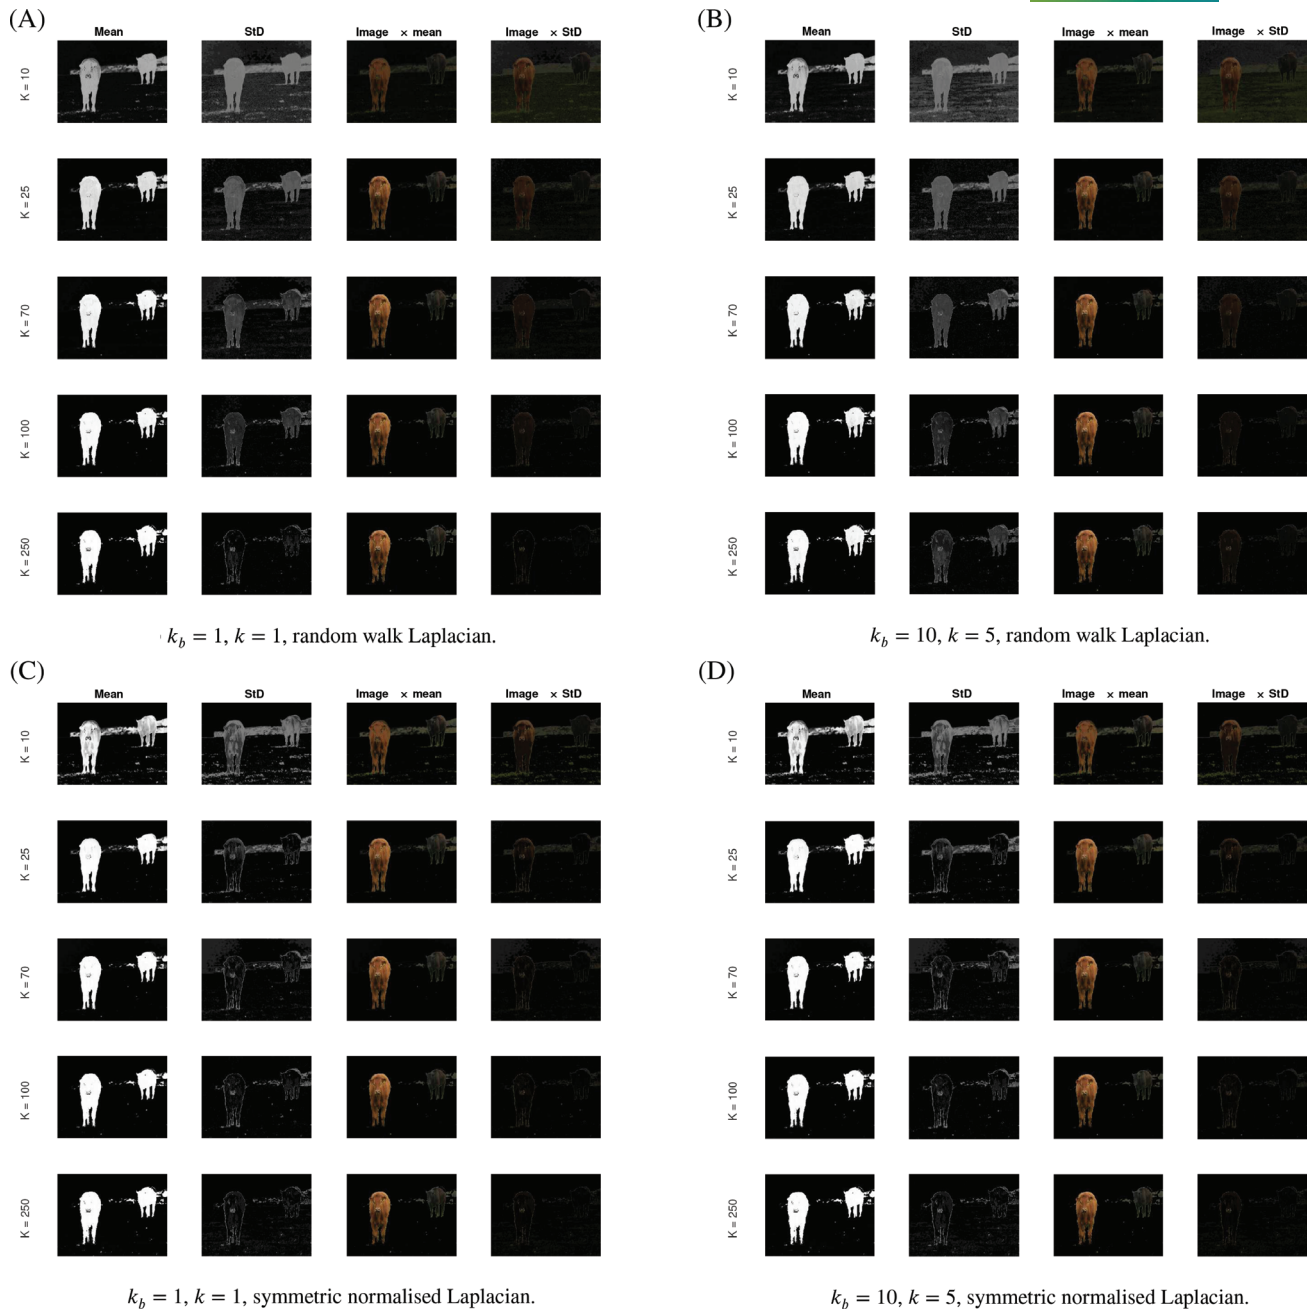 (A)
Mean StD Image × mean Image × StD
K = 10
K = 25
K = 70
K = 100
K = 250
k_b = 1, k = 1, random walk Laplacian.
(B)
Mean StD Image × mean Image × StD
K = 10
K = 25
K = 70
K = 100
K = 250
k_b = 10, k = 5, random walk Laplacian.
(C)
Mean StD Image × mean Image × StD
K = 10
K = 25
K = 70
K = 100
K = 250
k_b = 1, k = 1, symmetric normalised Laplacian.
(D)
Mean StD Image × mean Image × StD
K = 10
K = 25
K = 70
K = 100
K = 250
k_b = 10, k = 5, symmetric normalised Laplacian.